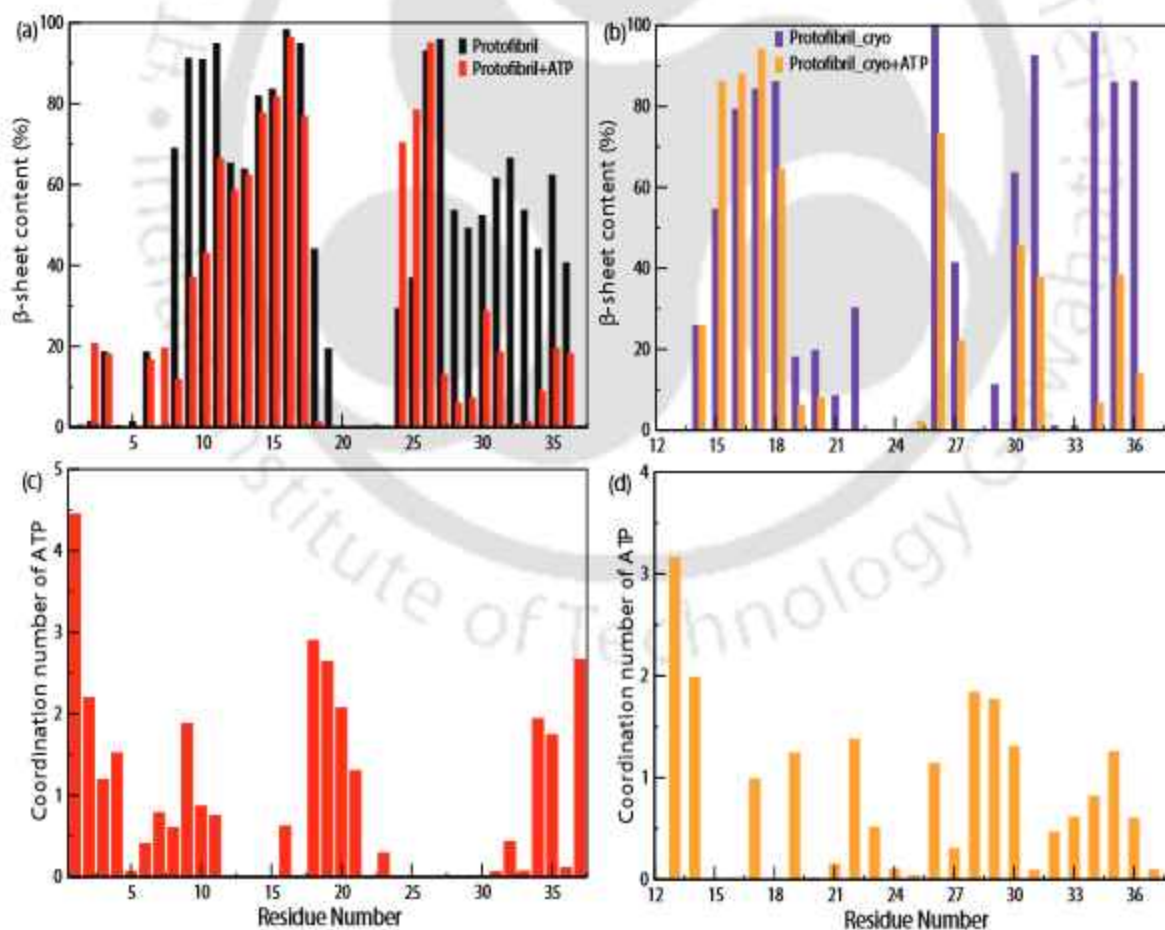 (a)
Protofibril
Protofibril+ATP
β-sheet content (%)
100
80
60
40
20
0
5 10 15 20 25 30 35
(b)
Protofibril_cryo
Protofibril_cryo+ATP
β-sheet content (%)
100
80
60
40
20
0
12 15 18 21 24 27 30 33 36
(c)
Coordination number of ATP
5
4
3
2
1
0
5 10 15 20 25 30 35
Residue Number
(d)
Coordination number of ATP
4
3
2
1
0
12 15 18 21 24 27 30 33 36
Residue Number
stitute of Technology Guwahati